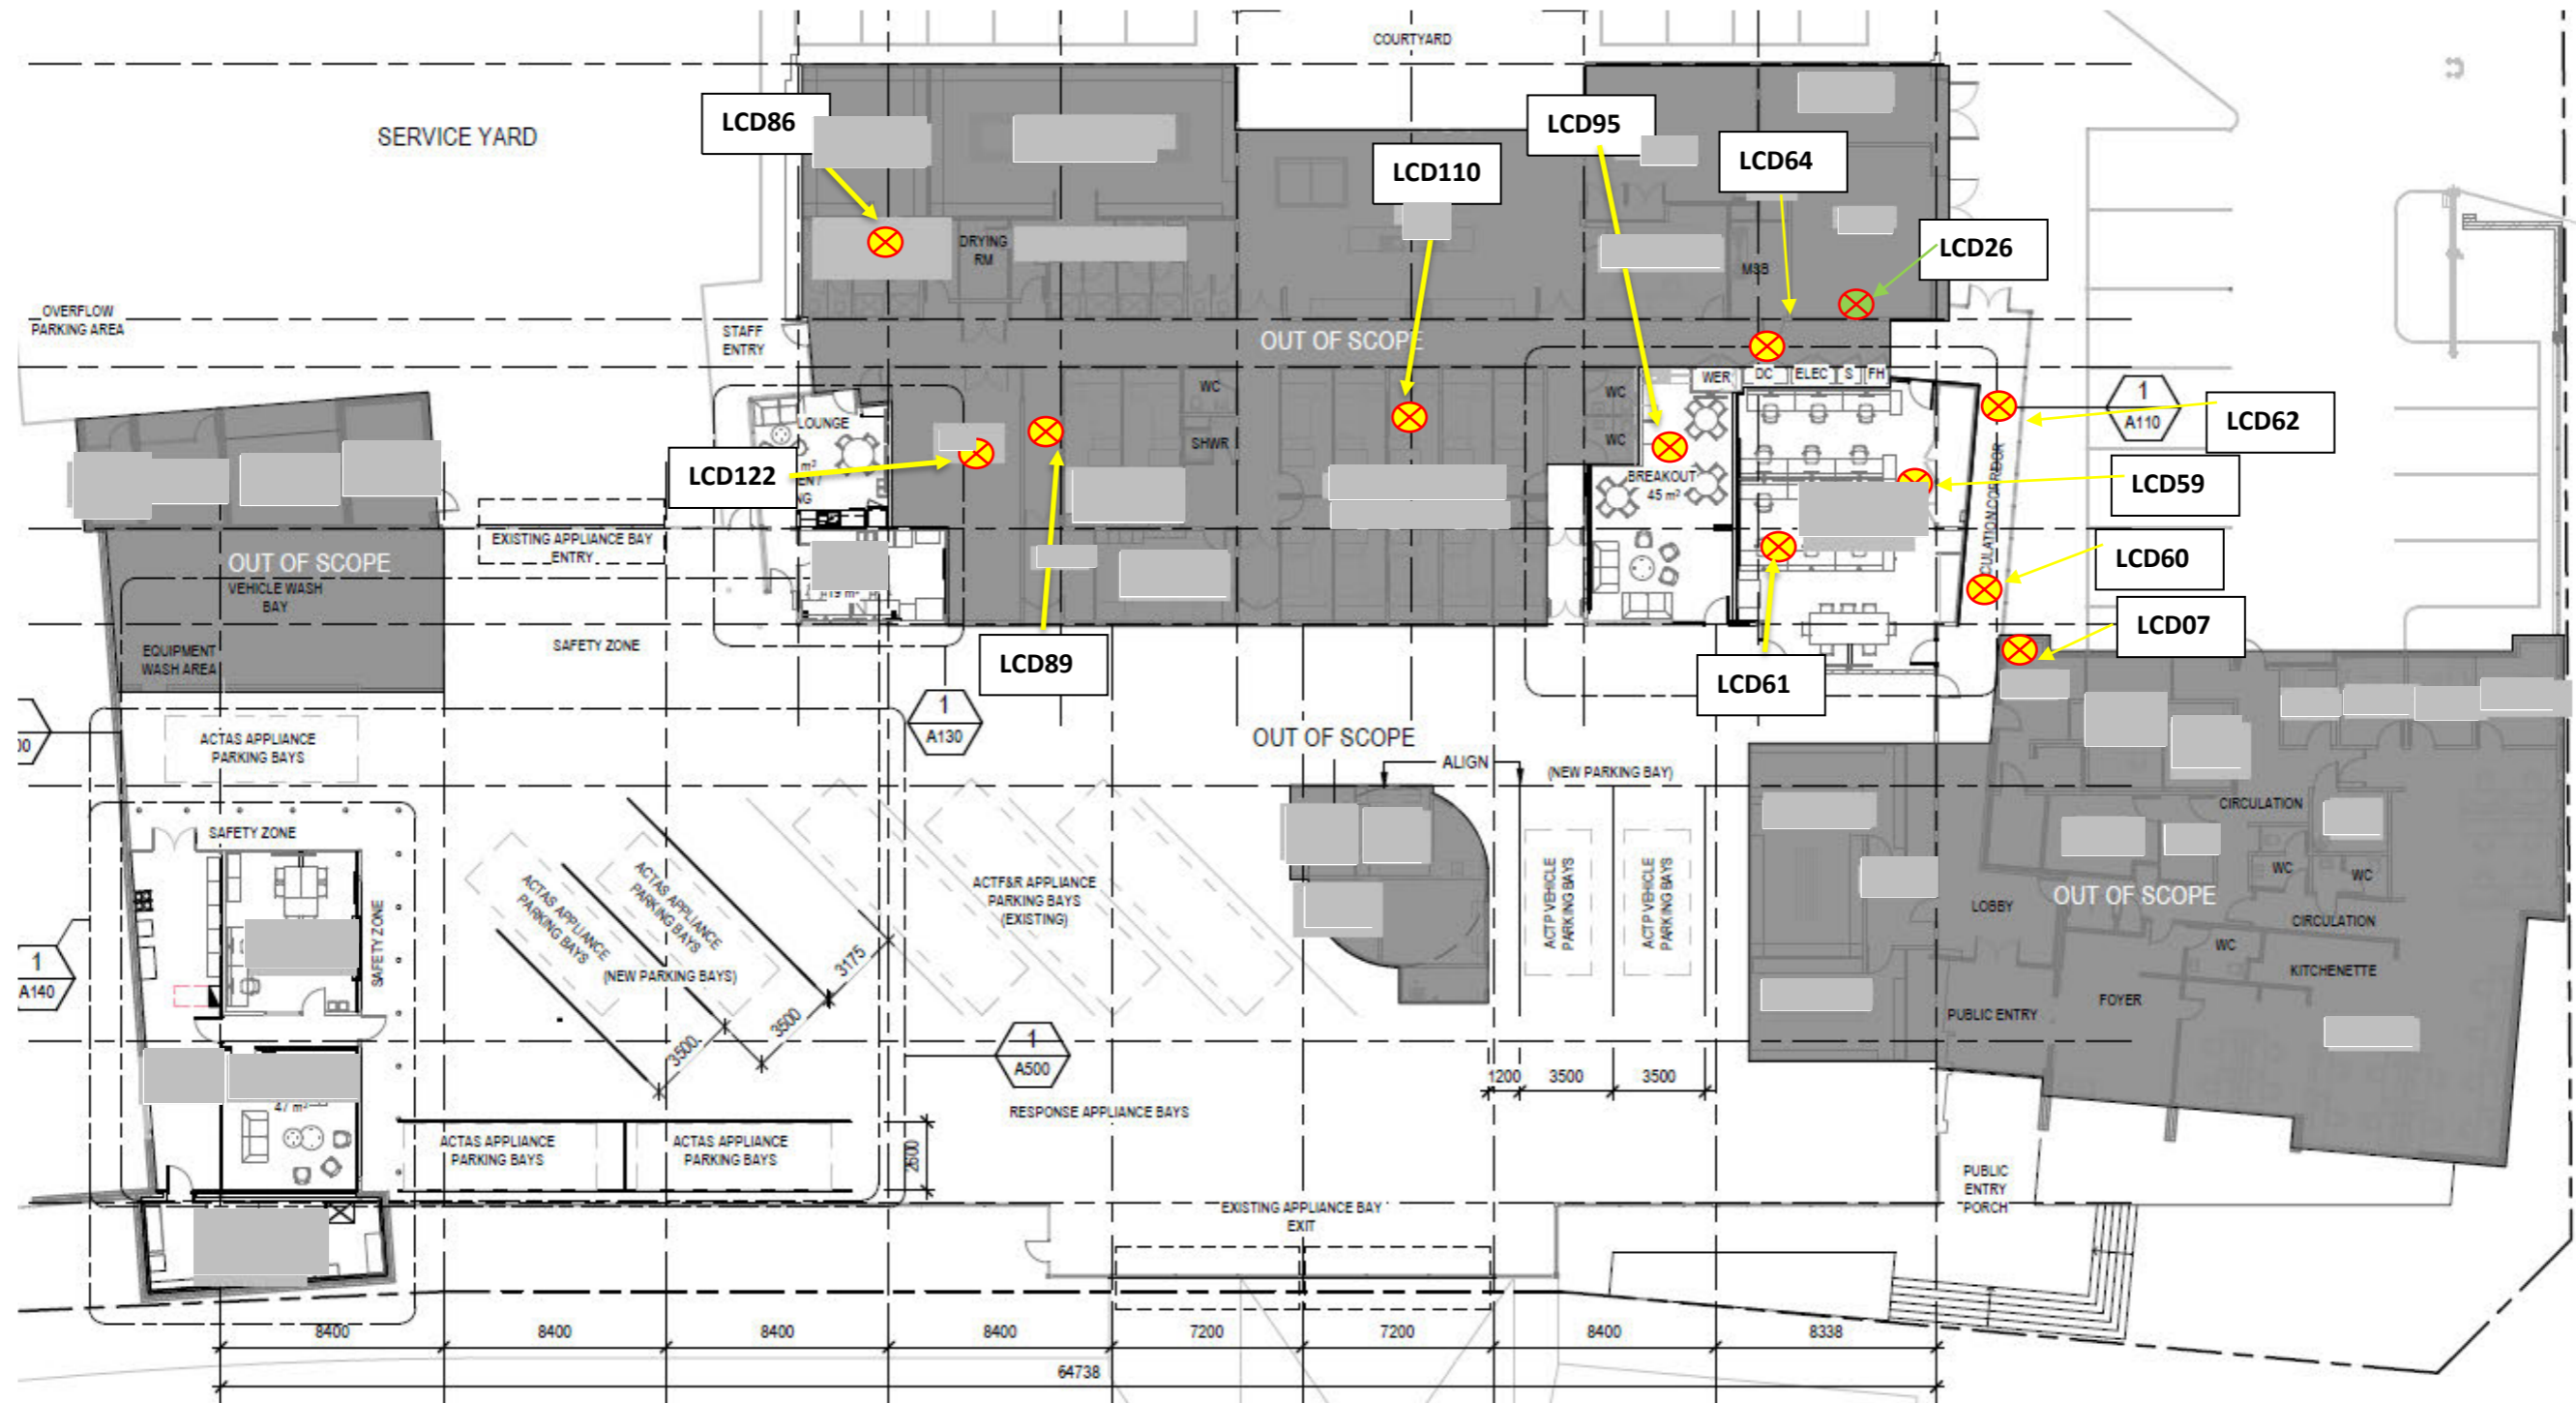 COURTYARD
SERVICE YARD
LCD86
LCD95
LCD110
LCD64
LCD26
DRYING
RM
MSB
OVERFLOW
PARKING AREA
STAFF
ENTRY
OUT OF SCOPE
WC
SHWR
WC
WC
WER
DC
ELEC
S
FH
1
A110
LCD62
LOUNGE
LCD122
BREAKOUT
45 m²
LCD59
LCD60
LCD07
EXISTING APPLIANCE BAY
ENTRY
OUT OF SCOPE
VEHICLE WASH
BAY
EQUIPMENT
WASH AREA
SAFETY ZONE
LCD89
LCD61
1
A130
ACTAS APPLIANCE
PARKING BAYS
OUT OF SCOPE
ALIGN
(NEW PARKING BAY)
CIRCULATION
SAFETY ZONE
SAFETY ZONE
ACTAS APPLIANCE
PARKING BAYS
ACTAS APPLIANCE
PARKING BAYS
(NEW PARKING BAYS)
3175
3500
3500
ACTF&R APPLIANCE
PARKING BAYS
(EXISTING)
ACTP VEHICLE
PARKING BAYS
ACTP VEHICLE
PARKING BAYS
WC
WC
OUT OF SCOPE
LOBBY
CIRCULATION
WC
KITCHENETTE
FOYER
PUBLIC ENTRY
1
A140
1
A500
1200
3500
3500
47 m²
RESPONSE APPLIANCE BAYS
ACTAS APPLIANCE
PARKING BAYS
ACTAS APPLIANCE
PARKING BAYS
2600
PUBLIC
ENTRY
PORCH
EXISTING APPLIANCE BAY
EXIT
8400
8400
8400
8400
7200
7200
8400
8338
64738